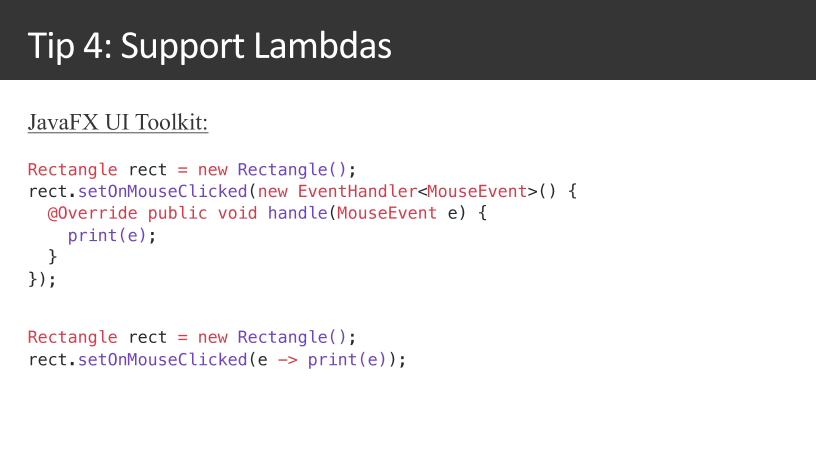 Tip 4: Support Lambdas
JavaFX UI Toolkit:
Rectangle rect = new Rectangle();
rect.setOnMouseClicked(new EventHandler<MouseEvent>() {
  @Override public void handle(MouseEvent e) {
    print(e);
  }
});
Rectangle rect = new Rectangle();
rect.setOnMouseClicked(e -> print(e));